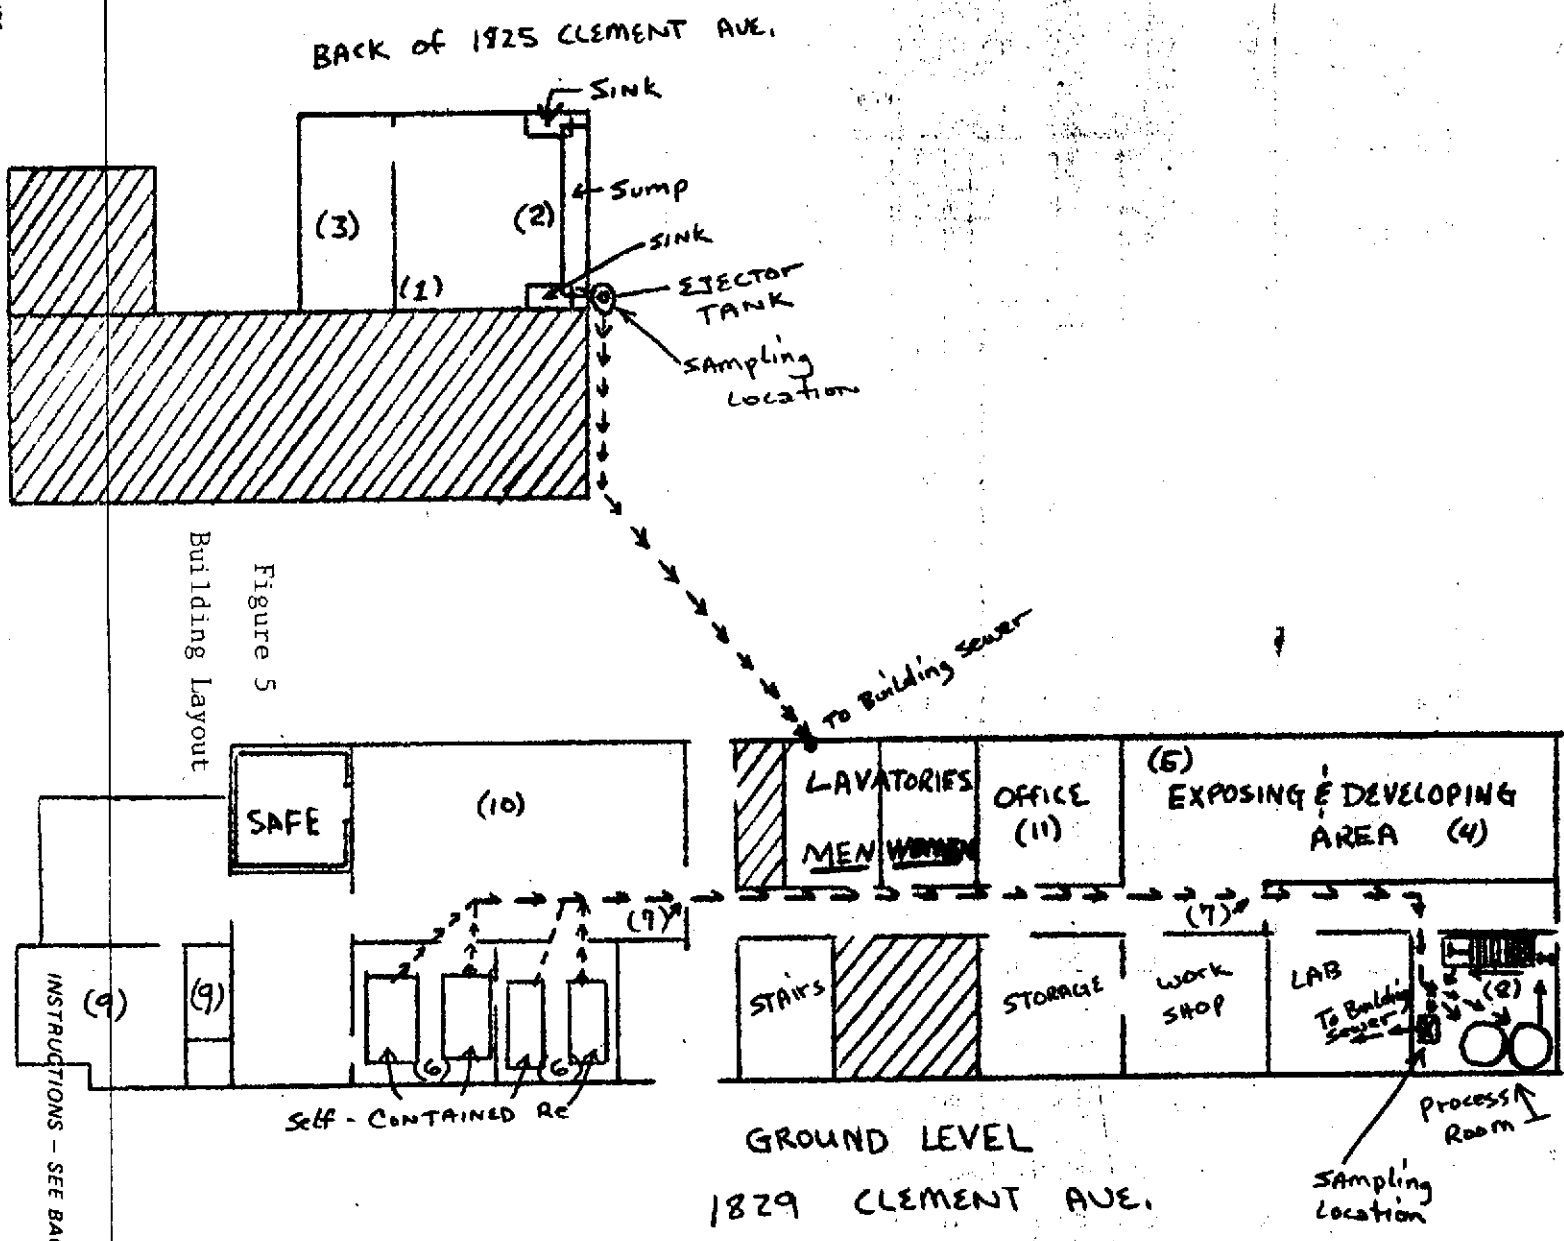 BACK of 1825 CLEMENT AVE.
SINK
Sump
(3)
(2)
(1)
SINK
EJECTOR
TANK
SAmpling
Location
Figure 5
Building Layout
To Building Sewer
SAFE
(10)
LAVATORIES
MEN WOMEN
OFFICE
(11)
(5)
EXPOSING & DEVELOPING
AREA (4)
(7)
(7)
(9)
(9)
(6)
(6)
Self-CONTAINED Re
STAIRS
STORAGE
WORK
SHOP
LAB
To Building
Sewer
(8)
Process
Room
SAmpling
Location
GROUND LEVEL
1829 CLEMENT AVE.
INSTRUCTIONS - SEE BA